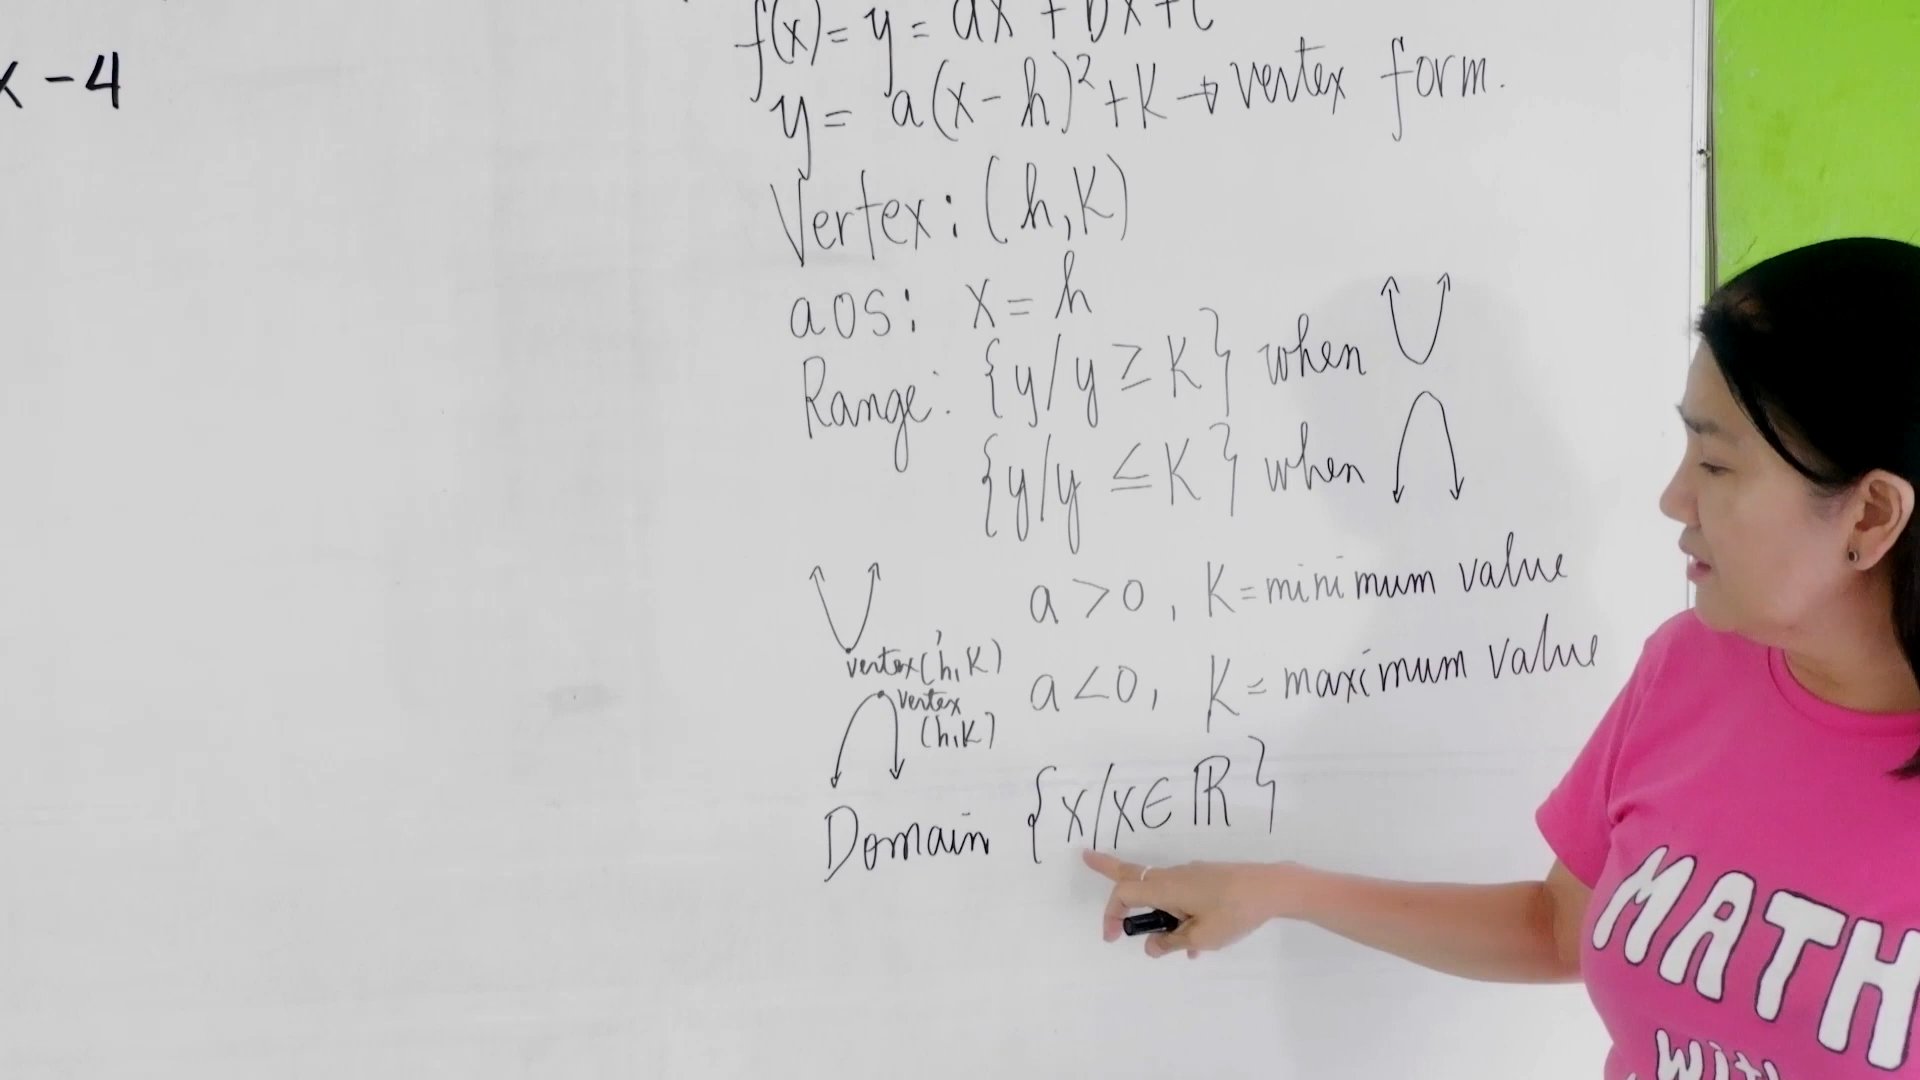 x - 4
f(x) = y = ax + bx + c
y = a(x - h)² + K → vertex form.
Vertex: (h, K)
aos: x = h
Range: {y/y ≥ K} when
{y/y ≤ K} when
a > 0, K = minimum value
vertex (h, K)
a < 0, K = maximum value
vertex
(h, K)
Domain {x/x ∈ ℝ}
MATH
WITH